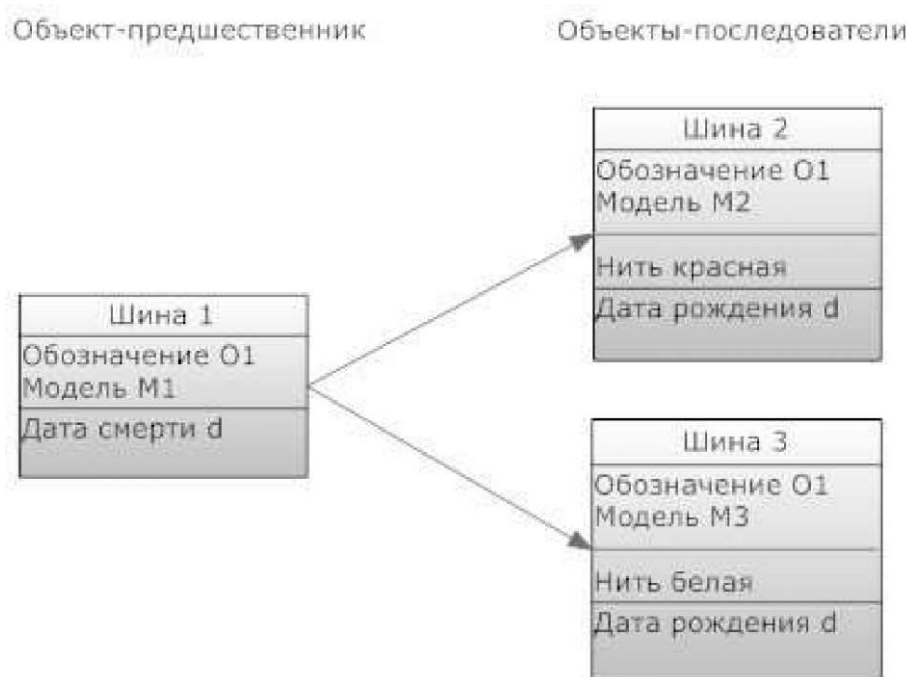 Объект-предшественник
Объекты-последователи
Шина 1
Обозначение О1
Модель М1
Дата смерти d
Шина 2
Обозначение О1
Модель М2
Нить красная
Дата рождения d
Шина 3
Обозначение О1
Модель М3
Нить белая
Дата рождения d